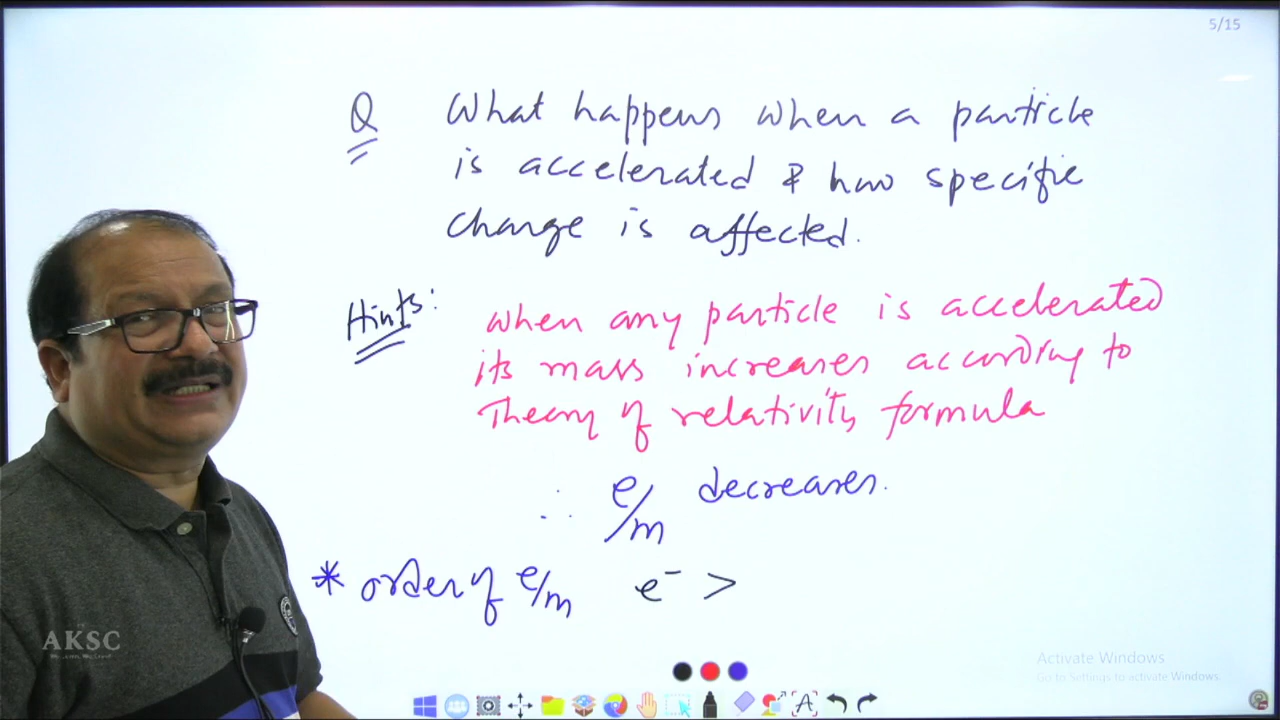 5/15
Q What happens when a particle
is accelerated & how specific
charge is affected.
Hints: When any particle is accelerated
its mass increases according to
Theory of relativity formula
∴ e/m decreases.
* order of e/m e⁻ >
AKSC
Activate Windows
Go to Settings to activate Windows.